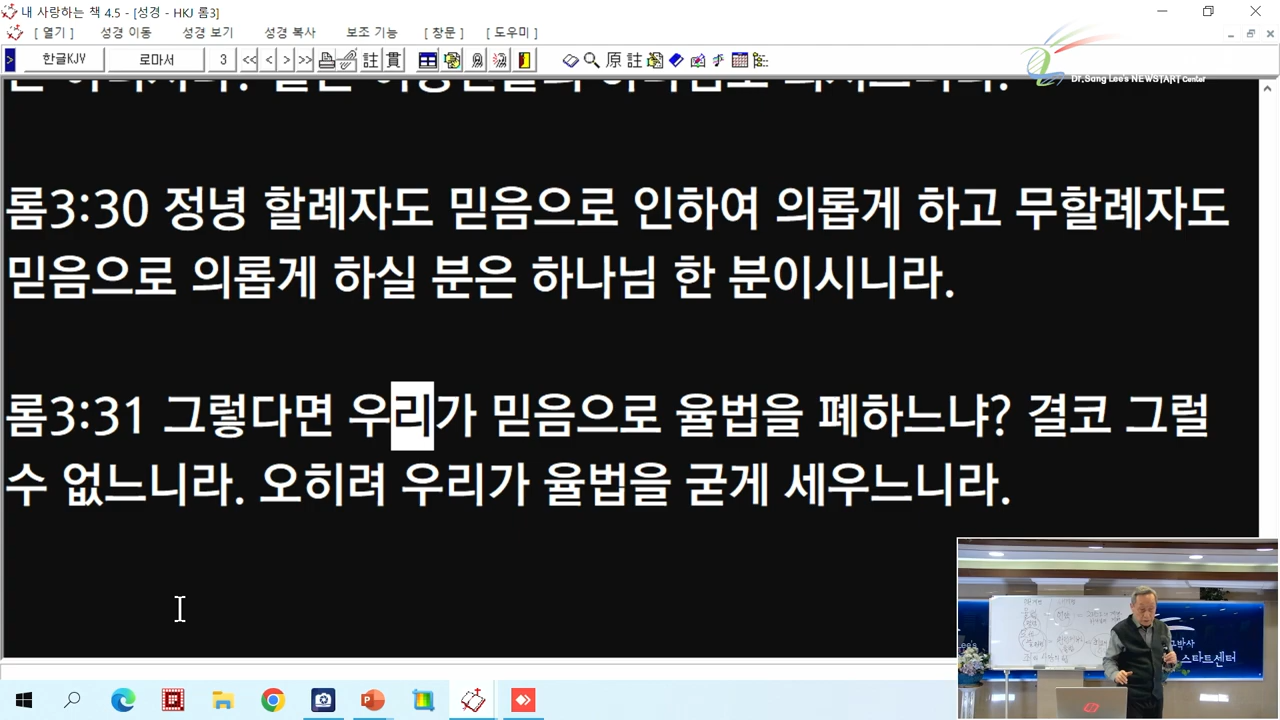 내 사랑하는 책 4.5 - [성경 - HKJ 롬3]
[ 열기 ] 성경 이동 성경 보기 성경 복사 보조 기능 [ 창문 ] [ 도우미 ]
한글KJV 로마서 3 << < > >> 註 貫 原 註
Dr.Sang Lee's NEWSTART Center
롬3:30 정녕 할례자도 믿음으로 인하여 의롭게 하고 무할례자도
믿음으로 의롭게 하실 분은 하나님 한 분이시니라.
롬3:31 그렇다면 우리가 믿음으로 율법을 폐하느냐? 결코 그럴
수 없느니라. 오히려 우리가 율법을 굳게 세우느니라.
스타트센터